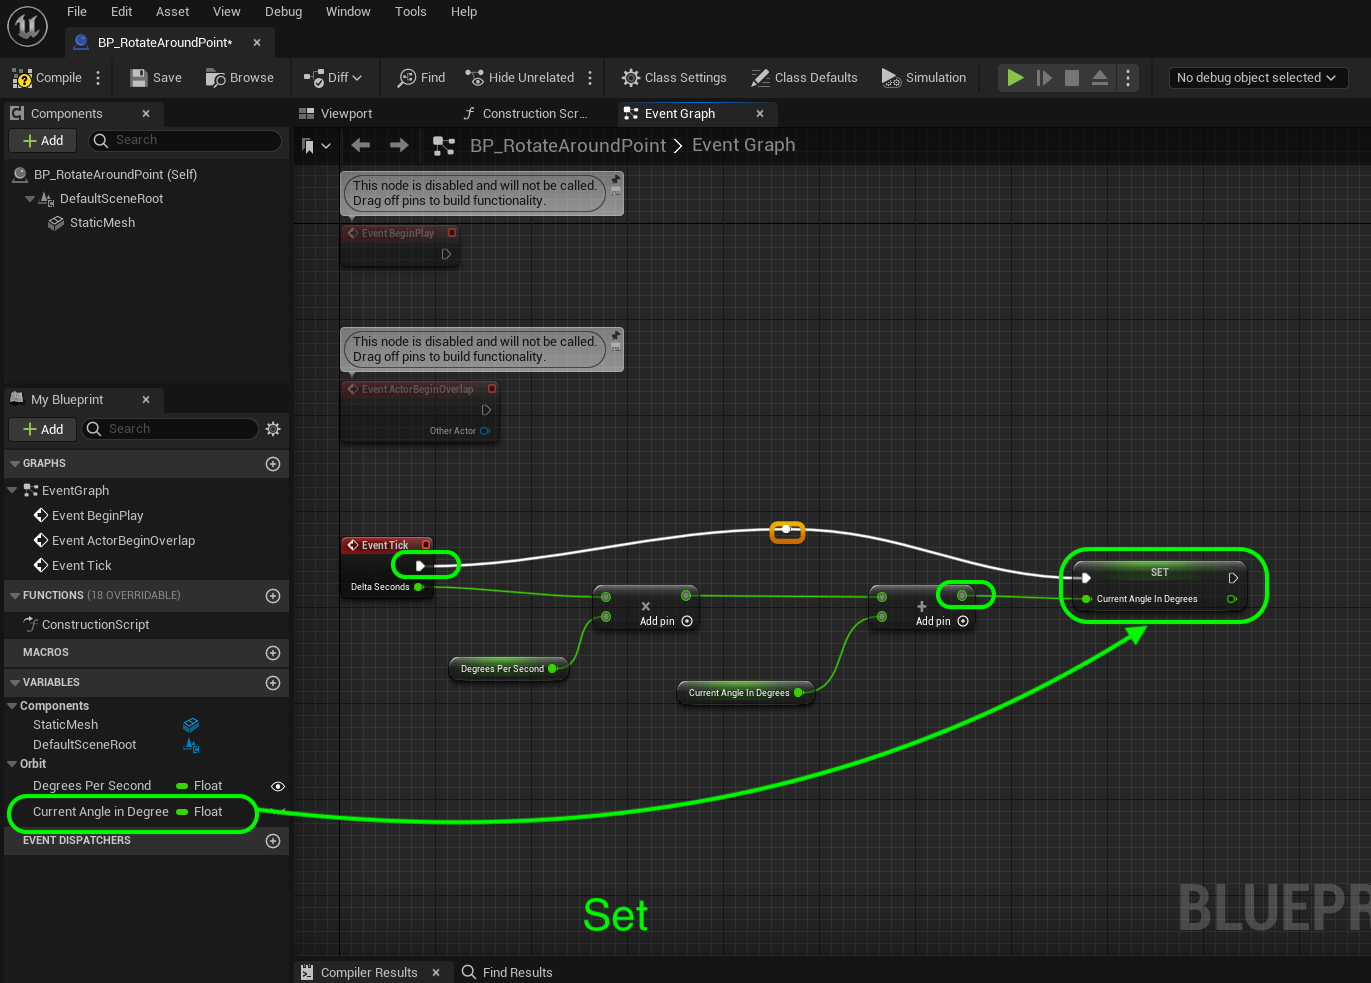 File Edit Asset View Debug Window Tools Help
BP_RotateAroundPoint*
Compile Save Browse Diff Find Hide Unrelated Class Settings Class Defaults Simulation No debug object selected
Components
Viewport Construction Scr... Event Graph
Add Search
BP_RotateAroundPoint > Event Graph
BP_RotateAroundPoint (Self)
DefaultSceneRoot
StaticMesh
This node is disabled and will not be called.
Drag off pins to build functionality.
Event BeginPlay
This node is disabled and will not be called.
Drag off pins to build functionality.
Event ActorBeginOverlap
Other Actor
My Blueprint
Add Search
GRAPHS
EventGraph
Event BeginPlay
Event ActorBeginOverlap
Event Tick
FUNCTIONS (18 OVERRIDABLE)
ConstructionScript
MACROS
VARIABLES
Components
StaticMesh
DefaultSceneRoot
Orbit
Degrees Per Second Float
Current Angle in Degree Float
EVENT DISPATCHERS
Event Tick
Delta Seconds
×
Add pin
Degrees Per Second
+
Add pin
Current Angle In Degrees
SET
Current Angle In Degrees
Set
BLUEPR
Compiler Results Find Results